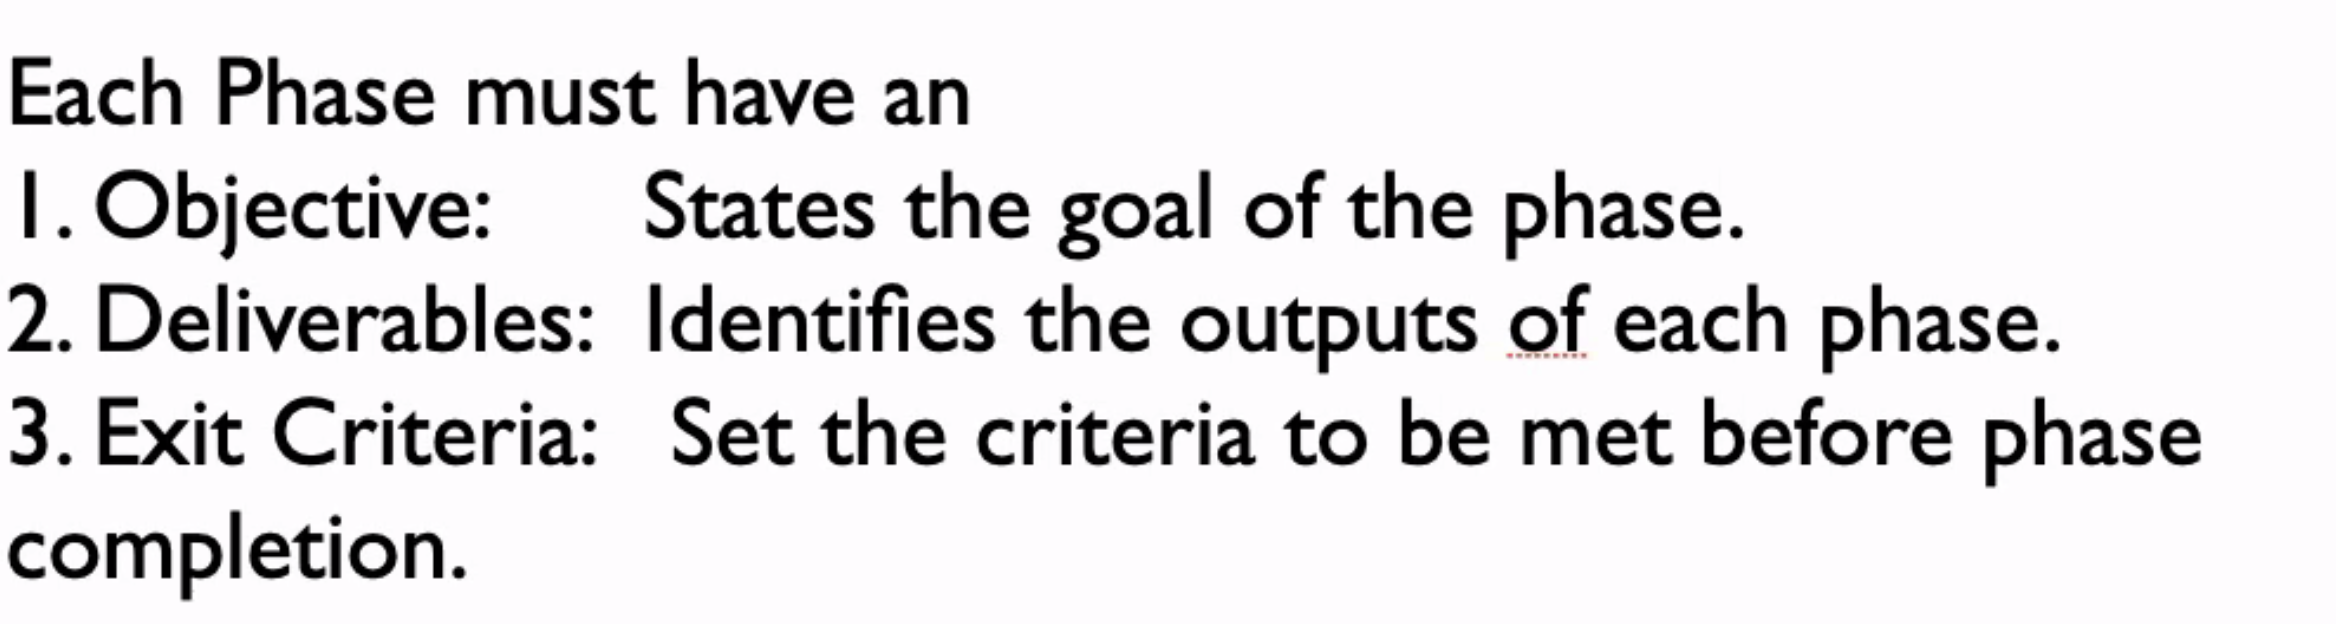 Each Phase must have an
1. Objective: States the goal of the phase.
2. Deliverables: Identifies the outputs of each phase.
3. Exit Criteria: Set the criteria to be met before phase
completion.